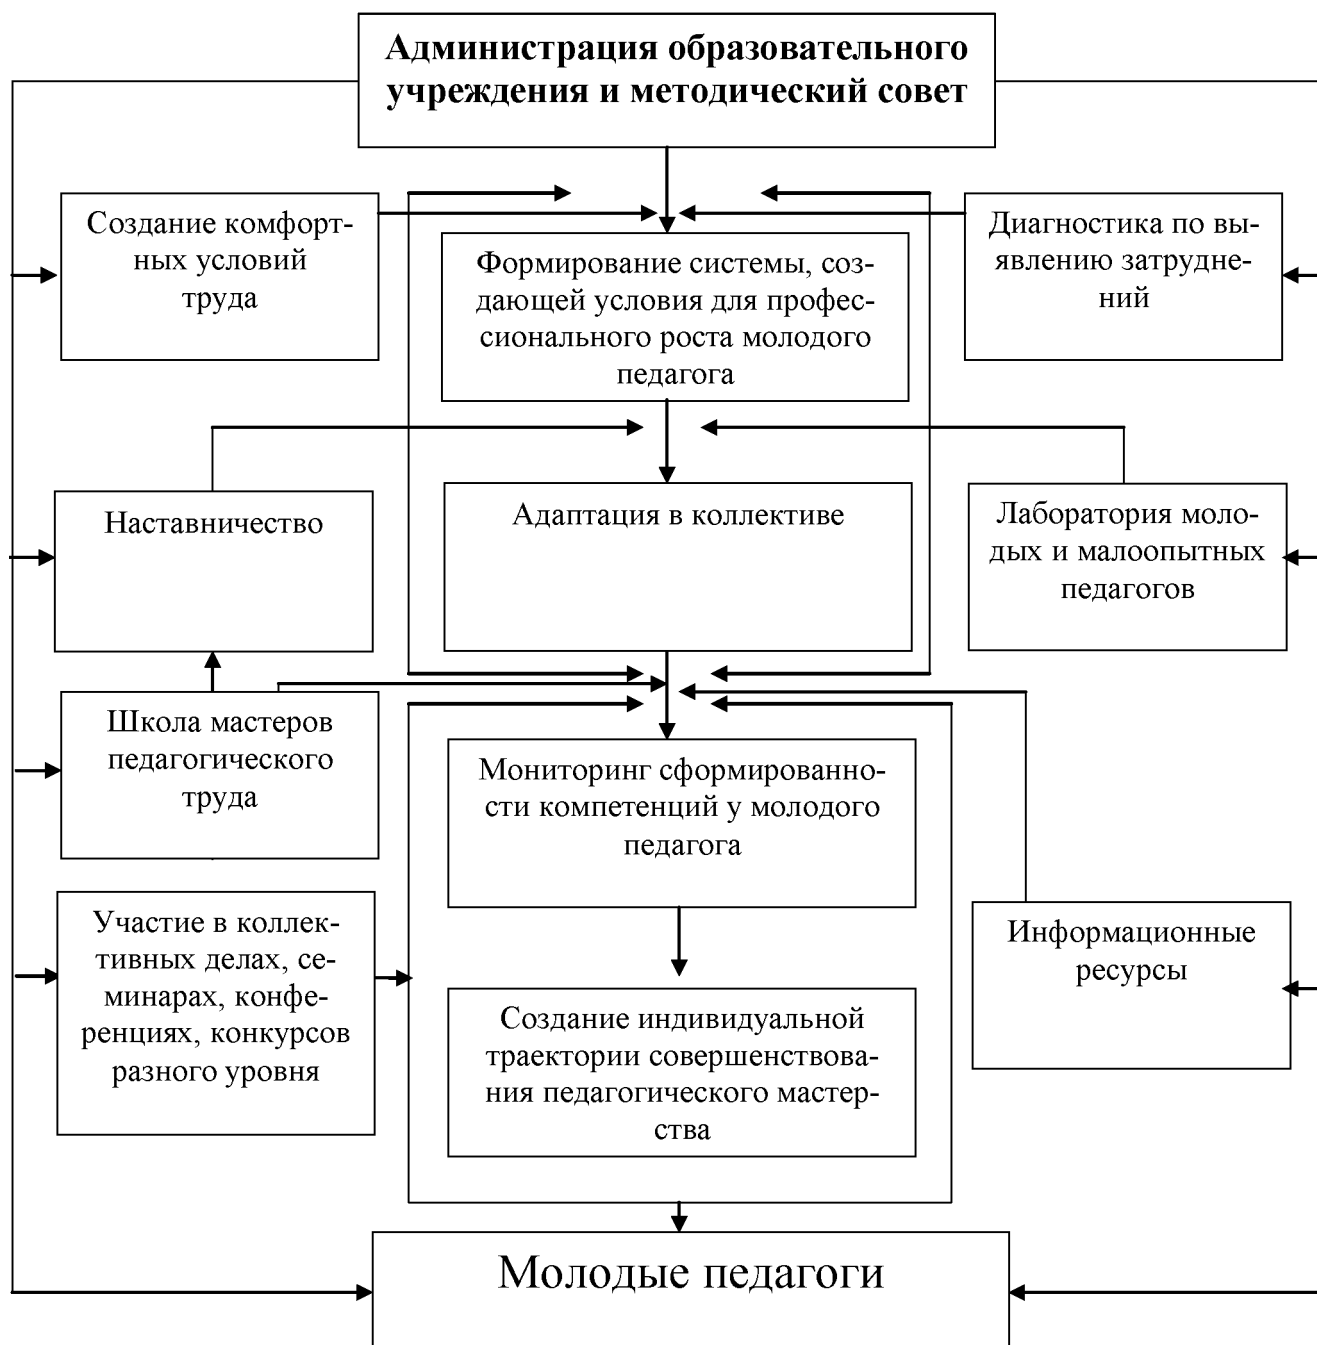 Администрация образовательного
учреждения и методический совет
Создание комфорт-
ных условий
труда
Формирование системы, соз-
дающей условия для профес-
сионального роста молодого
педагога
Диагностика по вы-
явлению затрудне-
ний
Наставничество
Адаптация в коллективе
Лаборатория моло-
дых и малоопытных
педагогов
Школа мастеров
педагогического
труда
Мониторинг сформированно-
сти компетенций у молодого
педагога
Участие в коллек-
тивных делах, се-
минарах, конфе-
ренциях, конкурсов
разного уровня
Информационные
ресурсы
Создание индивидуальной
траектории совершенствова-
ния педагогического мастер-
ства
Молодые педагоги